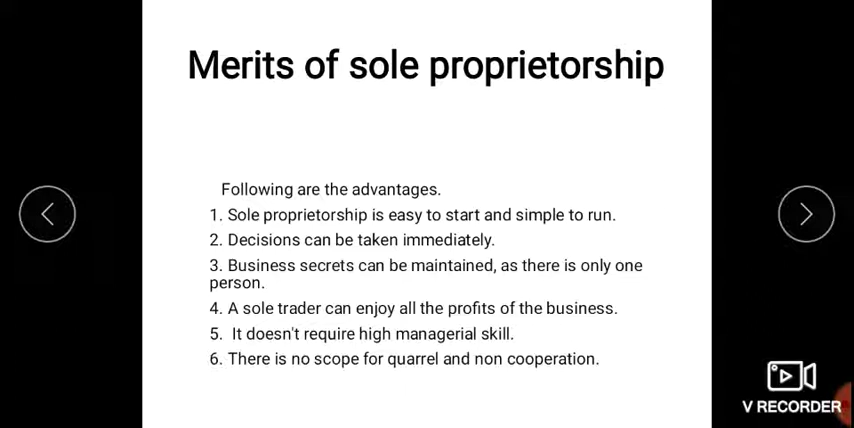 Merits of sole proprietorship
Following are the advantages.
1. Sole proprietorship is easy to start and simple to run.
2. Decisions can be taken immediately.
3. Business secrets can be maintained, as there is only one
person.
4. A sole trader can enjoy all the profits of the business.
5. It doesn't require high managerial skill.
6. There is no scope for quarrel and non cooperation.
V RECORDER